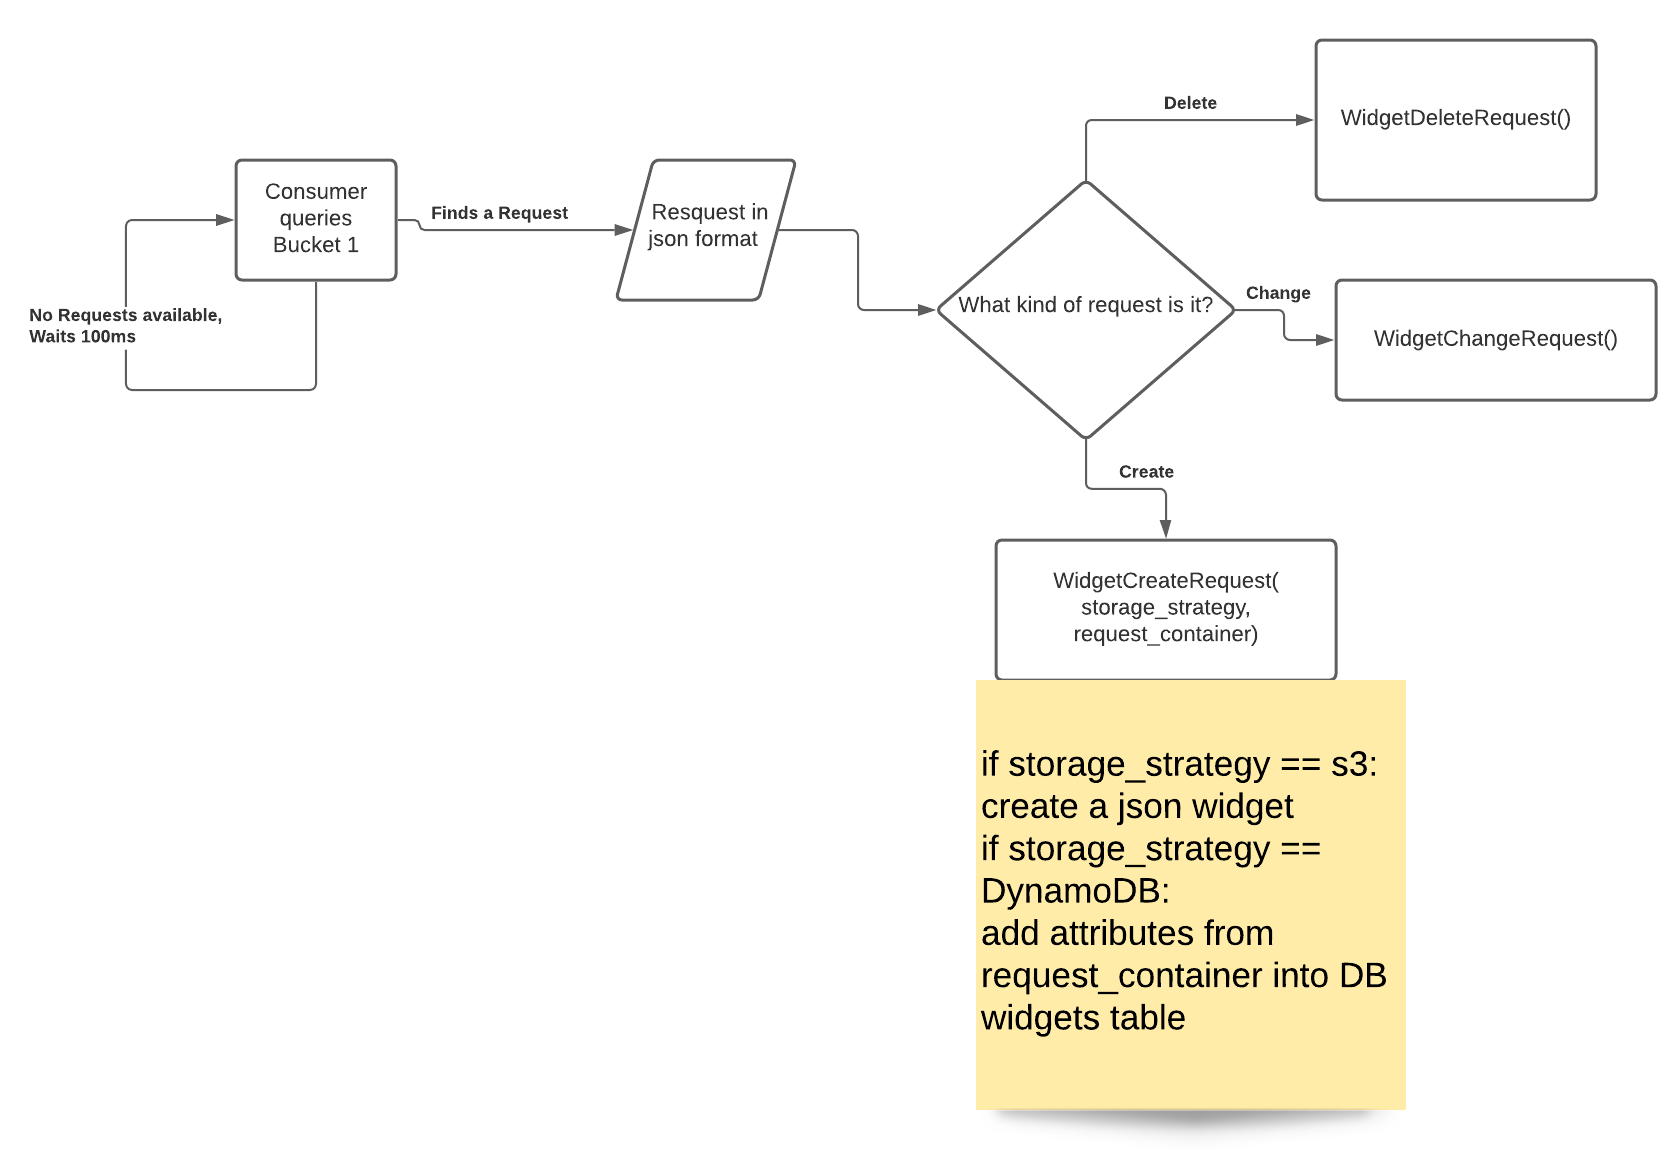 Delete
WidgetDeleteRequest()
Consumer
queries
Bucket 1
Finds a Request
Resquest in
json format
No Requests available,
Waits 100ms
What kind of request is it?
Change
WidgetChangeRequest()
Create
WidgetCreateRequest(
storage_strategy,
request_container)
if storage_strategy == s3:
create a json widget
if storage_strategy ==
DynamoDB:
add attributes from
request_container into DB
widgets table